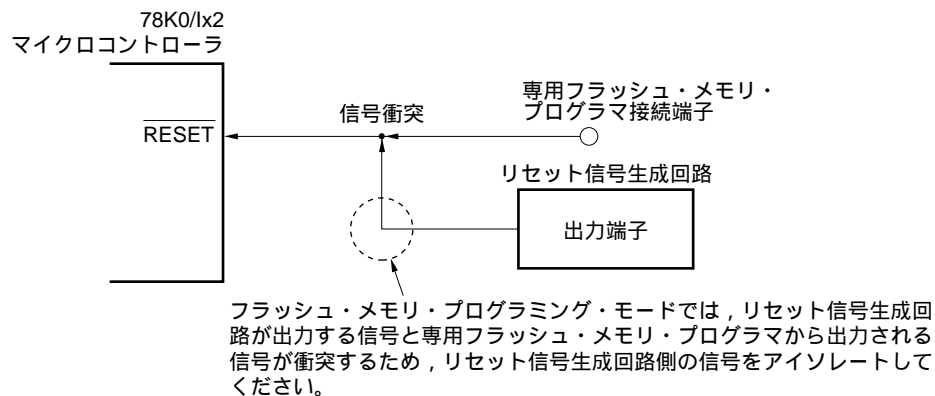 78K0/Ix2
マイクロコントローラ
専用フラッシュ・メモリ・
プログラマ接続端子
信号衝突
RESET
リセット信号生成回路
出力端子
フラッシュ・メモリ・プログラミング・モードでは，リセット信号生成回
路が出力する信号と専用フラッシュ・メモリ・プログラマから出力される
信号が衝突するため，リセット信号生成回路側の信号をアイソレートして
ください。